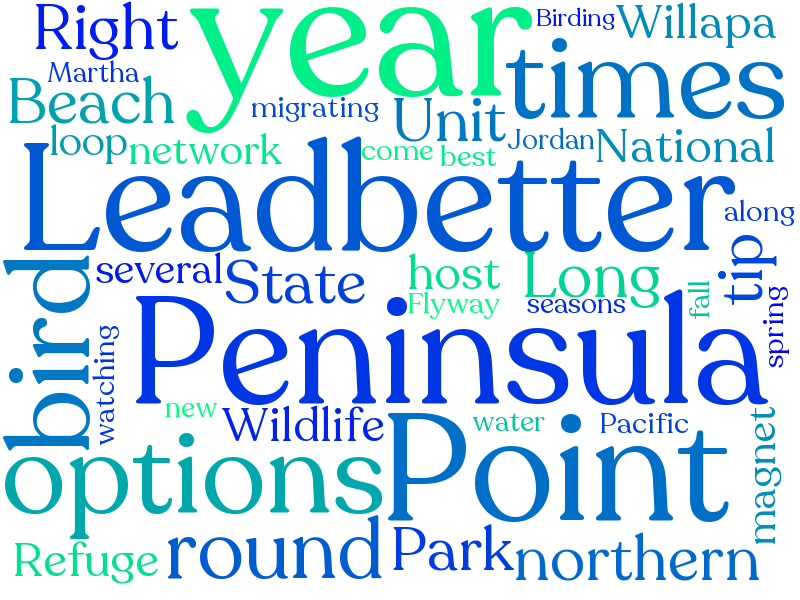 Right
year
Birding
Willapa
Martha
Beach
migrating
Unit
times
loop
network
come
best
Jordan
National
Leadbetter
along
bird
several
State
host
Long
tip
Flyway
seasons
fall
spring
Peninsula
watching
new
Wildlife
water
Pacific
magnet
options
Point
Refuge
round
Park
northern